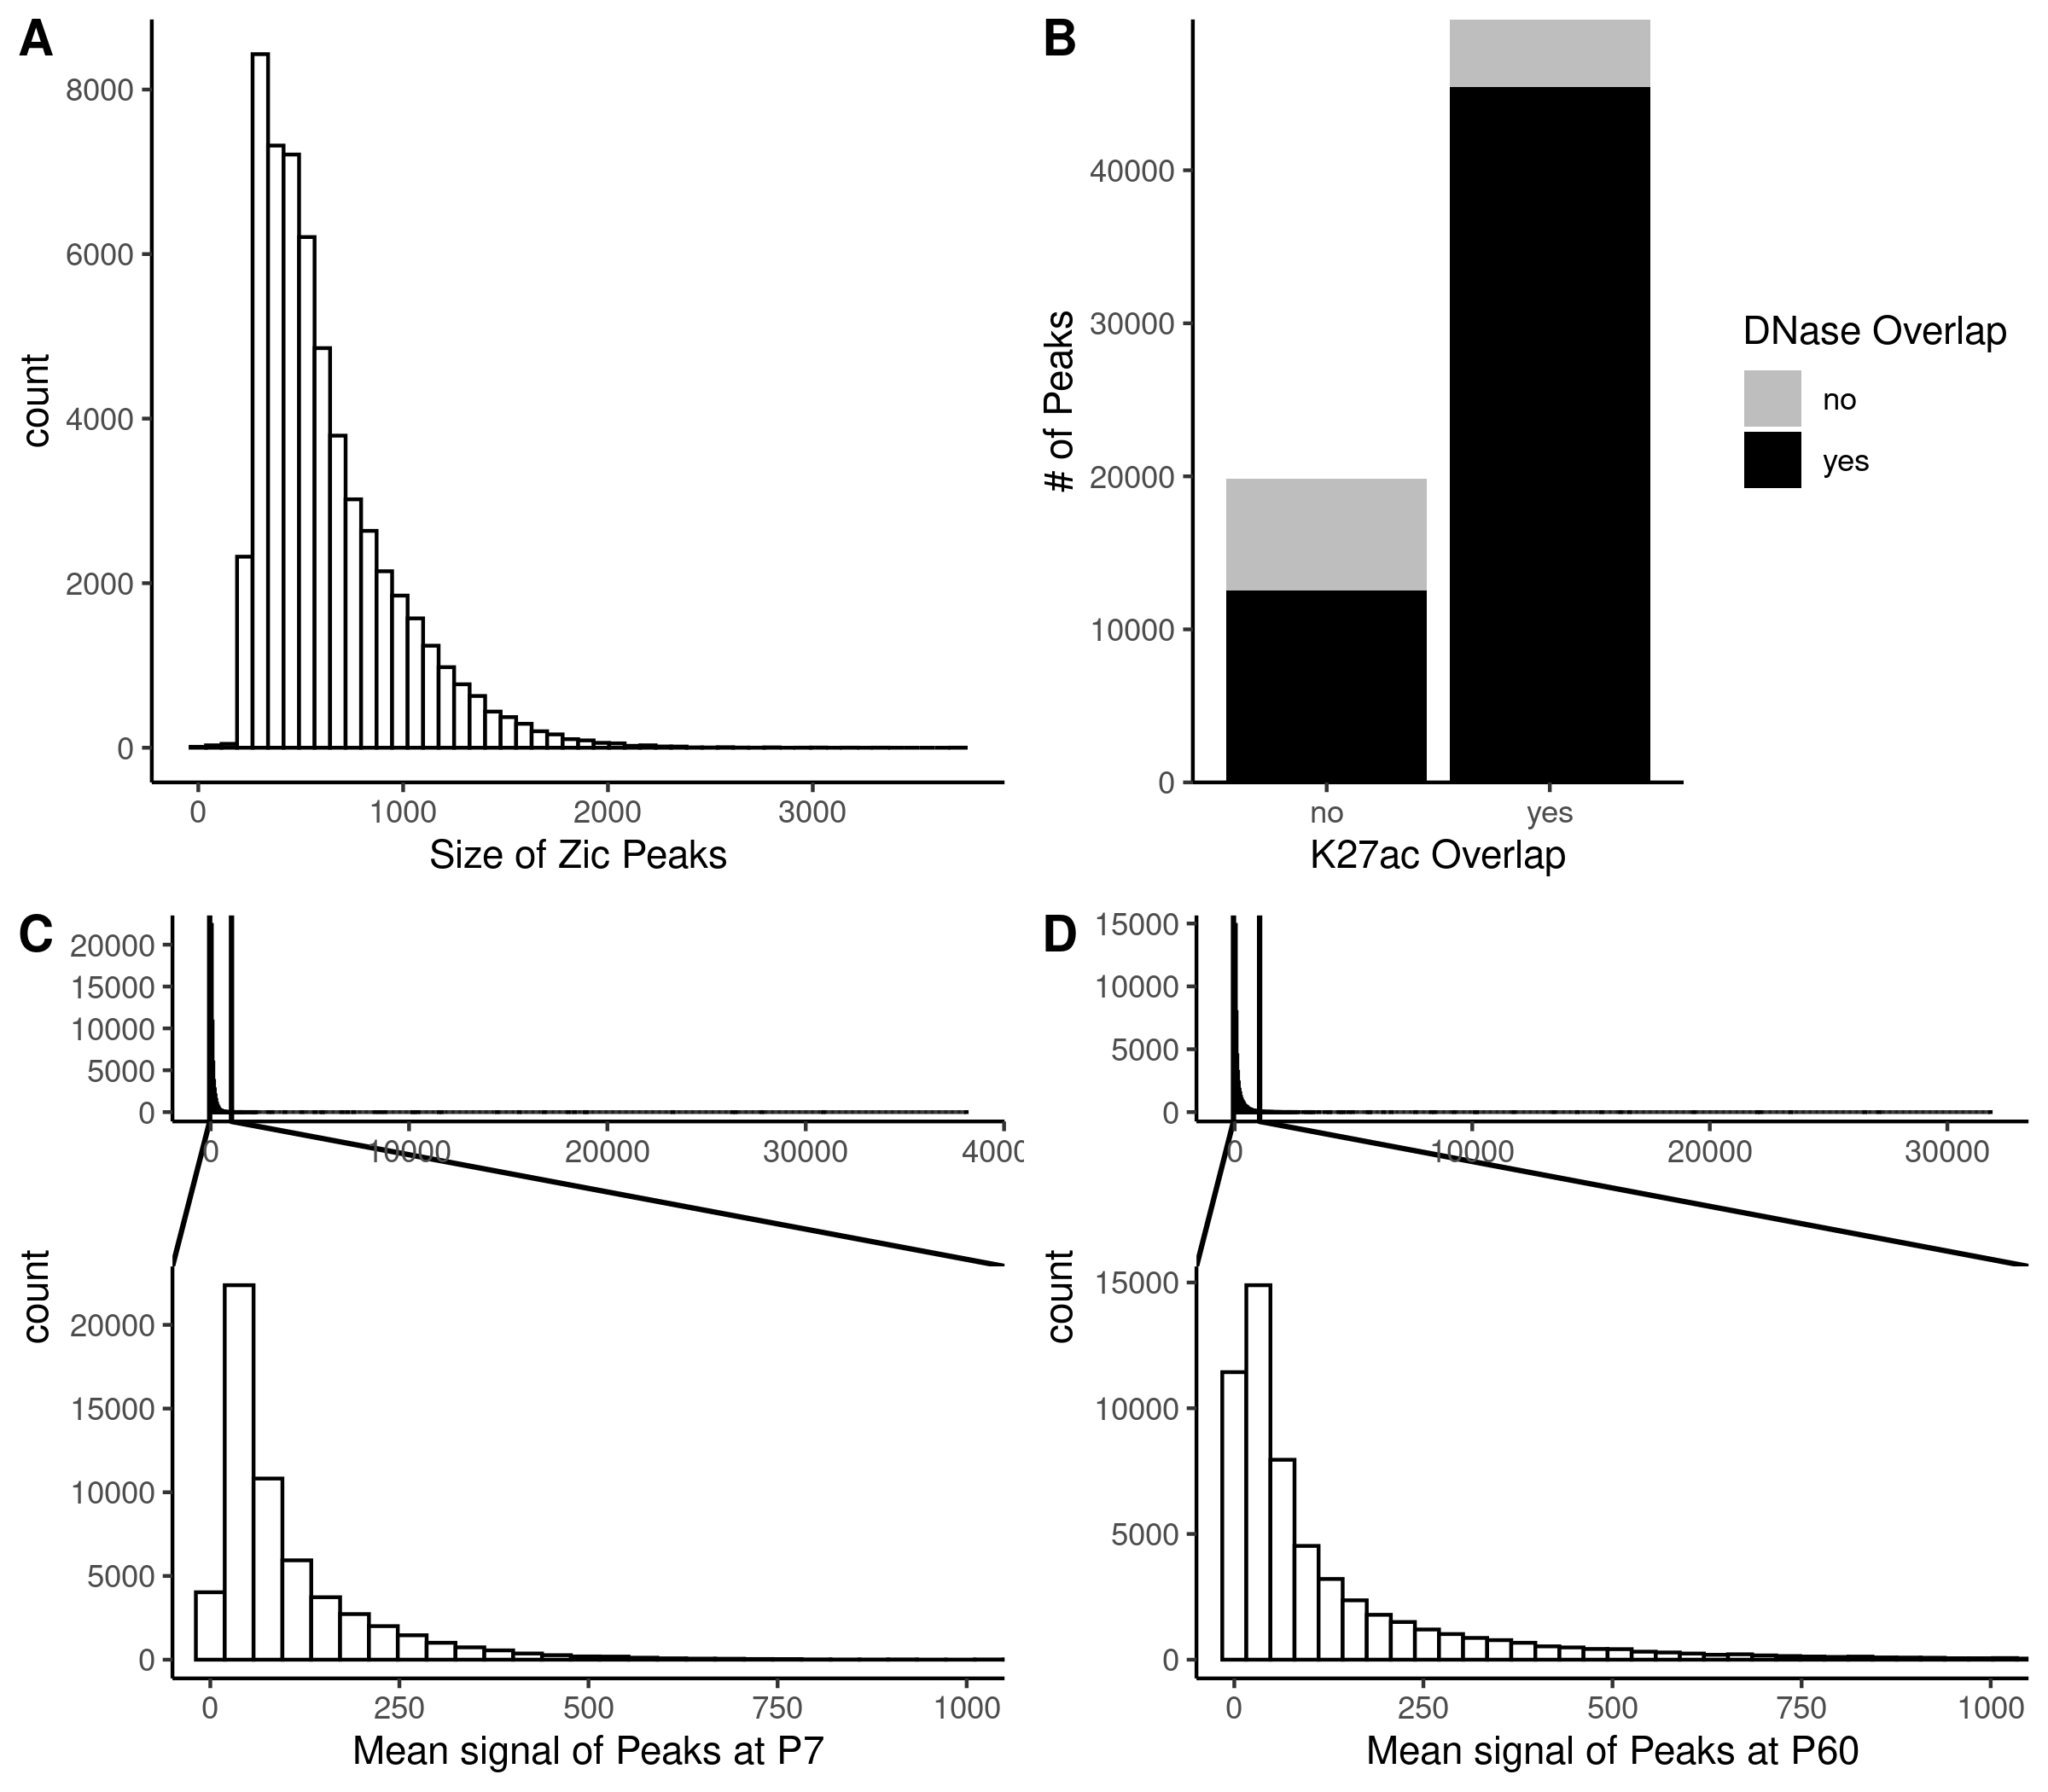 A
8000
6000
4000
2000
0
count
0 1000 2000 3000
Size of Zic Peaks
B
40000
30000
20000
10000
0
# of Peaks
no yes
K27ac Overlap
DNase Overlap
no
yes
C
20000
15000
10000
5000
0
0 10000 20000 30000 4000
count
20000
15000
10000
5000
0
0 250 500 750 1000
Mean signal of Peaks at P7
D
15000
10000
5000
0
0 10000 20000 30000
count
15000
10000
5000
0
0 250 500 750 1000
Mean signal of Peaks at P60